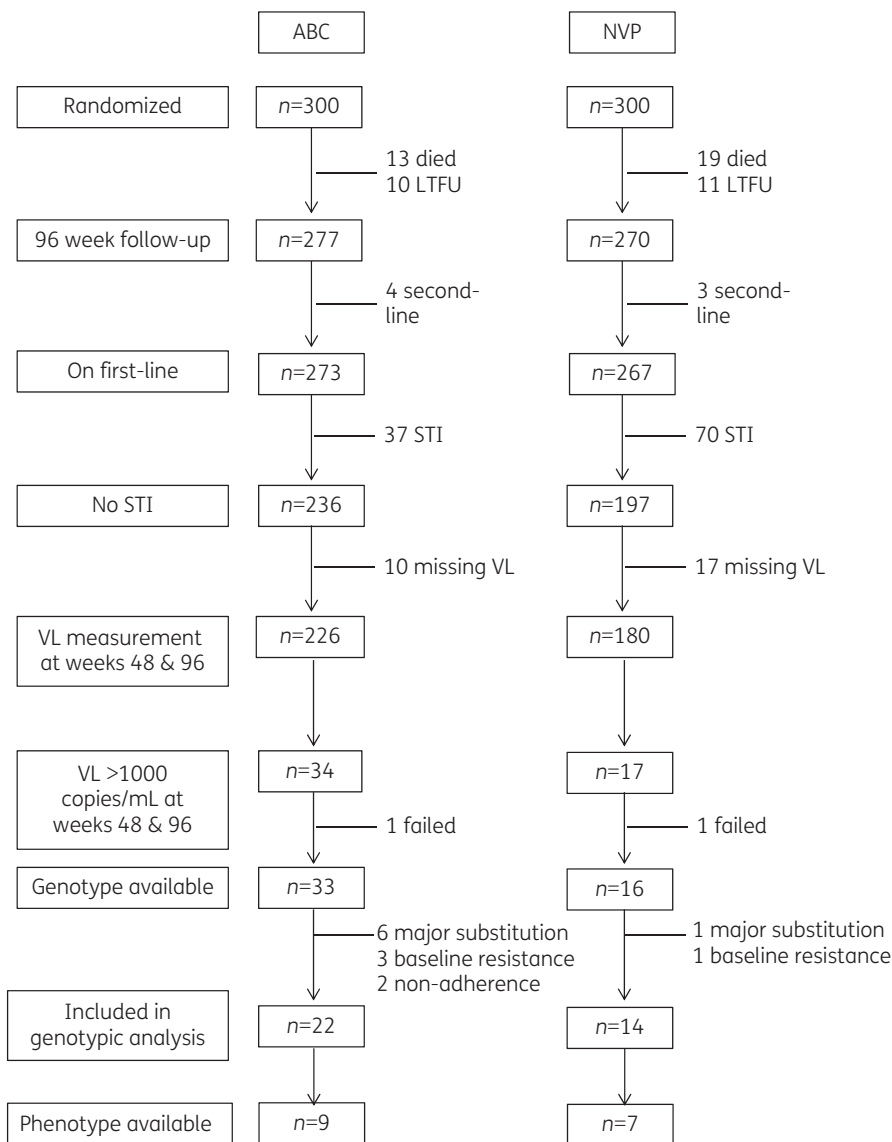 ABC
NVP
Randomized
n=300
n=300
13 died
10 LTFU
19 died
11 LTFU
96 week follow-up
n=277
n=270
4 second-
line
3 second-
line
On first-line
n=273
n=267
37 STI
70 STI
No STI
n=236
n=197
10 missing VL
17 missing VL
VL measurement
at weeks 48 & 96
n=226
n=180
VL >1000
copies/mL at
weeks 48 & 96
n=34
n=17
1 failed
1 failed
Genotype available
n=33
n=16
6 major substitution
3 baseline resistance
2 non-adherence
1 major substitution
1 baseline resistance
Included in
genotypic analysis
n=22
n=14
Phenotype available
n=9
n=7